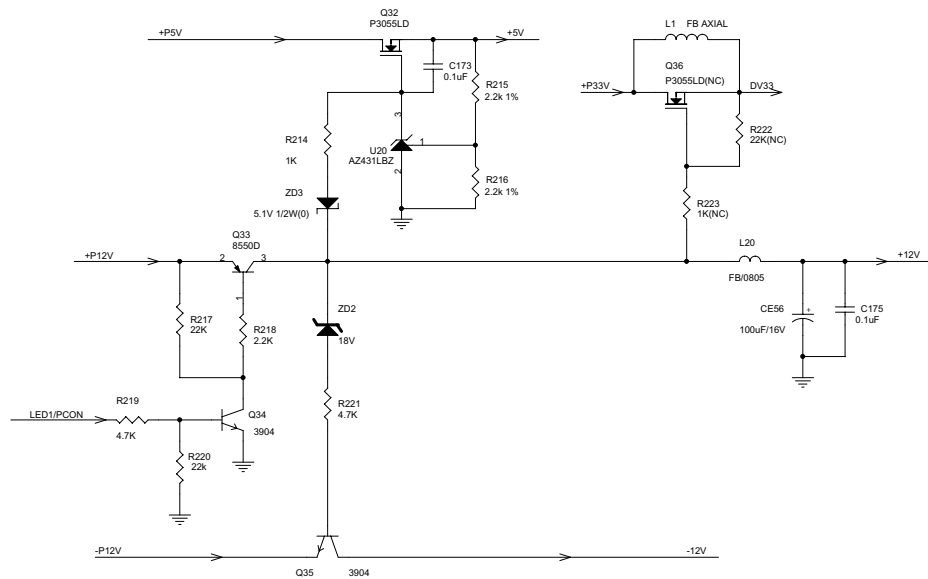 Q32
P3055LD
+P5V
+5V
C173
0.1uF
R215
2.2k 1%
R214
1K
3
1
U20
AZ431LBZ
2
R216
2.2k 1%
ZD3
5.1V 1/2W(0)
L1 FB AXIAL
Q36
P3055LD(NC)
+P33V
DV33
R222
22K(NC)
R223
1K(NC)
Q33
8550D
+P12V
2
3
1
L20
FB/0805
+12V
R217
22K
R218
2.2K
ZD2
18V
CE56
+
100uF/16V
C175
0.1uF
R219
LED1/PCON
4.7K
Q34
3904
R221
4.7K
R220
22k
-P12V
-12V
Q35
3904